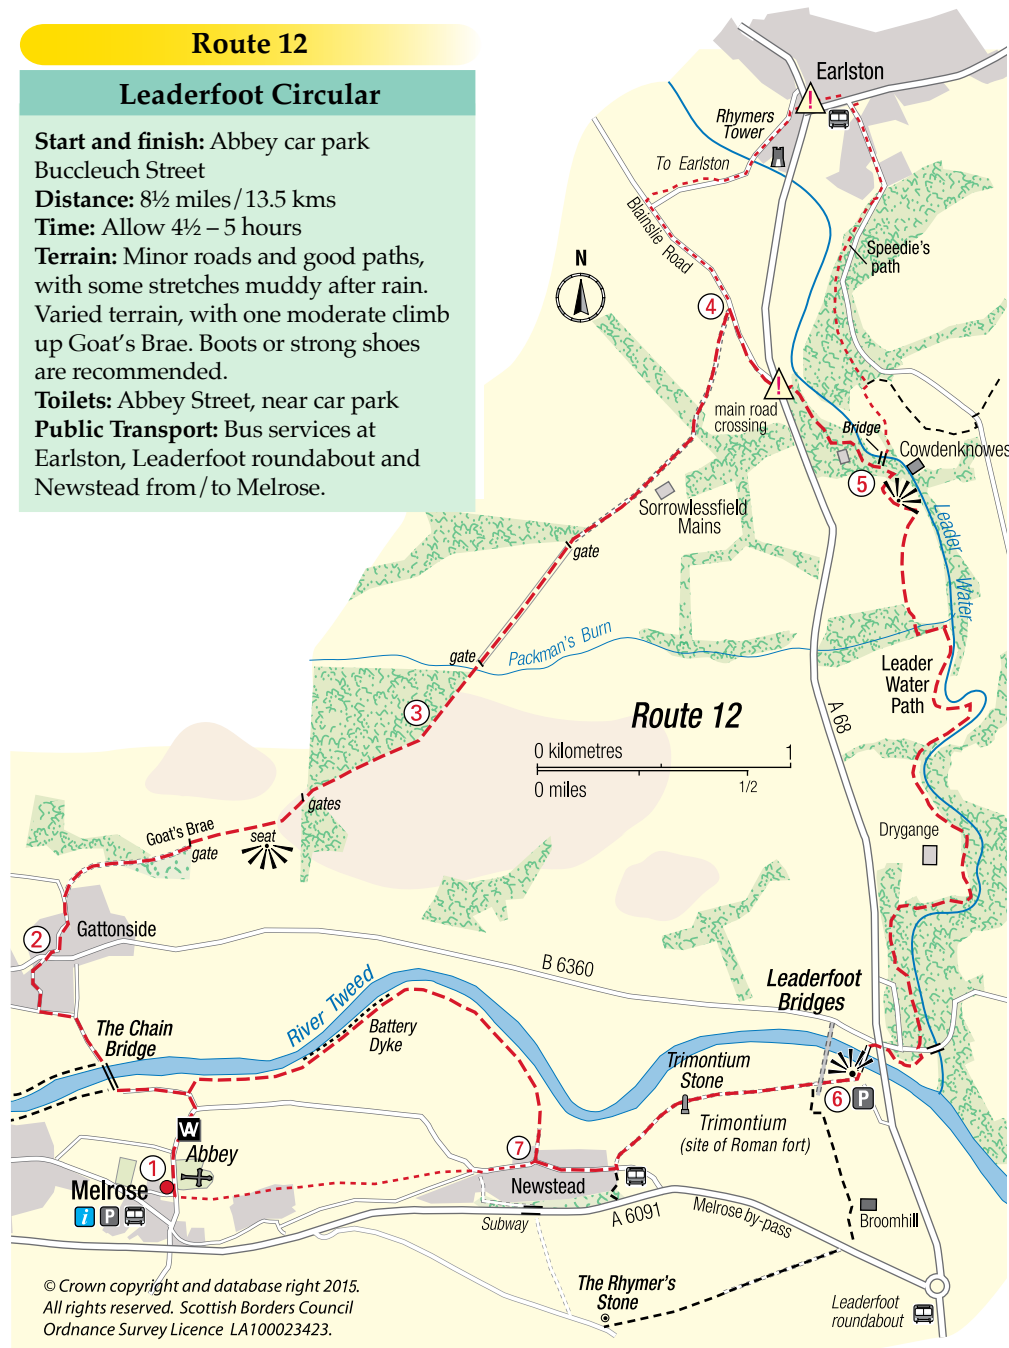 Route 12
Leaderfoot Circular
Start and finish: Abbey car park
Buccleuch Street
Distance: 8½ miles/13.5 kms
Time: Allow 4½ – 5 hours
Terrain: Minor roads and good paths,
with some stretches muddy after rain.
Varied terrain, with one moderate climb
up Goat's Brae. Boots or strong shoes
are recommended.
Toilets: Abbey Street, near car park
Public Transport: Bus services at
Earlston, Leaderfoot roundabout and
Newstead from/to Melrose.
Earlston
!
Rhymers
Tower
To Earlston
Blainslie Road
Speedie's
path
N
4
!
main road
crossing
Bridge
Cowdenknowes
5
Sorrowlessfield
Mains
Leader Water
gate
Packman's Burn
gate
Leader
Water
Path
3
Route 12
A 68
0 kilometres
1
0 miles
1/2
gates
Goat's Brae
seat
gate
Drygange
2
Gattonside
B 6360
Leaderfoot
Bridges
River Tweed
The Chain
Bridge
Battery
Dyke
Trimontium
Stone
6
P
Trimontium
(site of Roman fort)
Abbey
7
1
Melrose
i
P
Newstead
Subway
A 6091
Melrose by-pass
Broomhill
The Rhymer's
Stone
Leaderfoot
roundabout
© Crown copyright and database right 2015.
All rights reserved. Scottish Borders Council
Ordnance Survey Licence LA100023423.